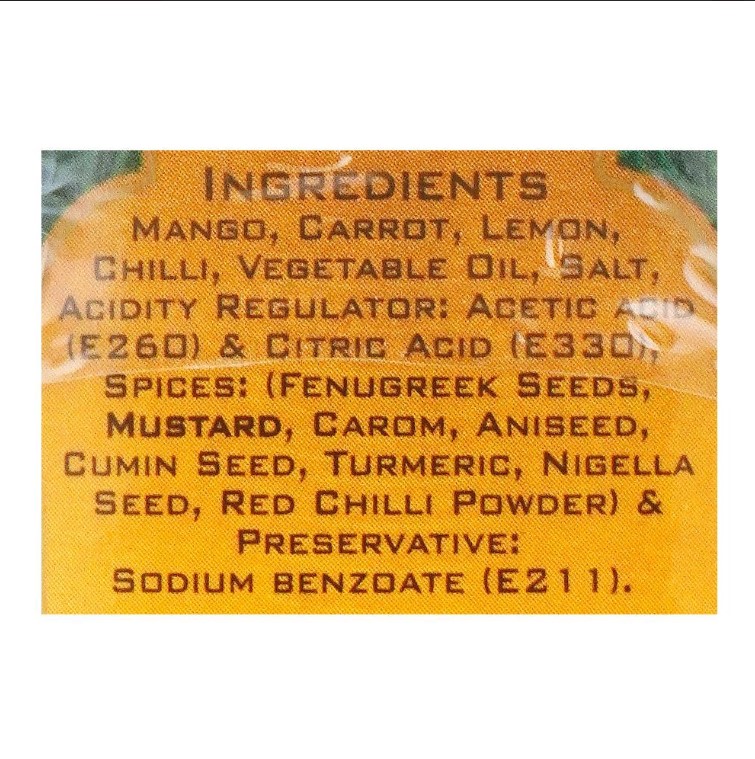 INGREDIENTS
MANGO, CARROT, LEMON,
CHILLI, VEGETABLE OIL, SALT,
ACIDITY REGULATOR: ACETIC ACID
(E260) & CITRIC ACID (E330),
SPICES: (FENUGREEK SEEDS,
MUSTARD, CAROM, ANISEED,
CUMIN SEED, TURMERIC, NIGELLA
SEED, RED CHILLI POWDER) &
PRESERVATIVE:
SODIUM BENZOATE (E211).